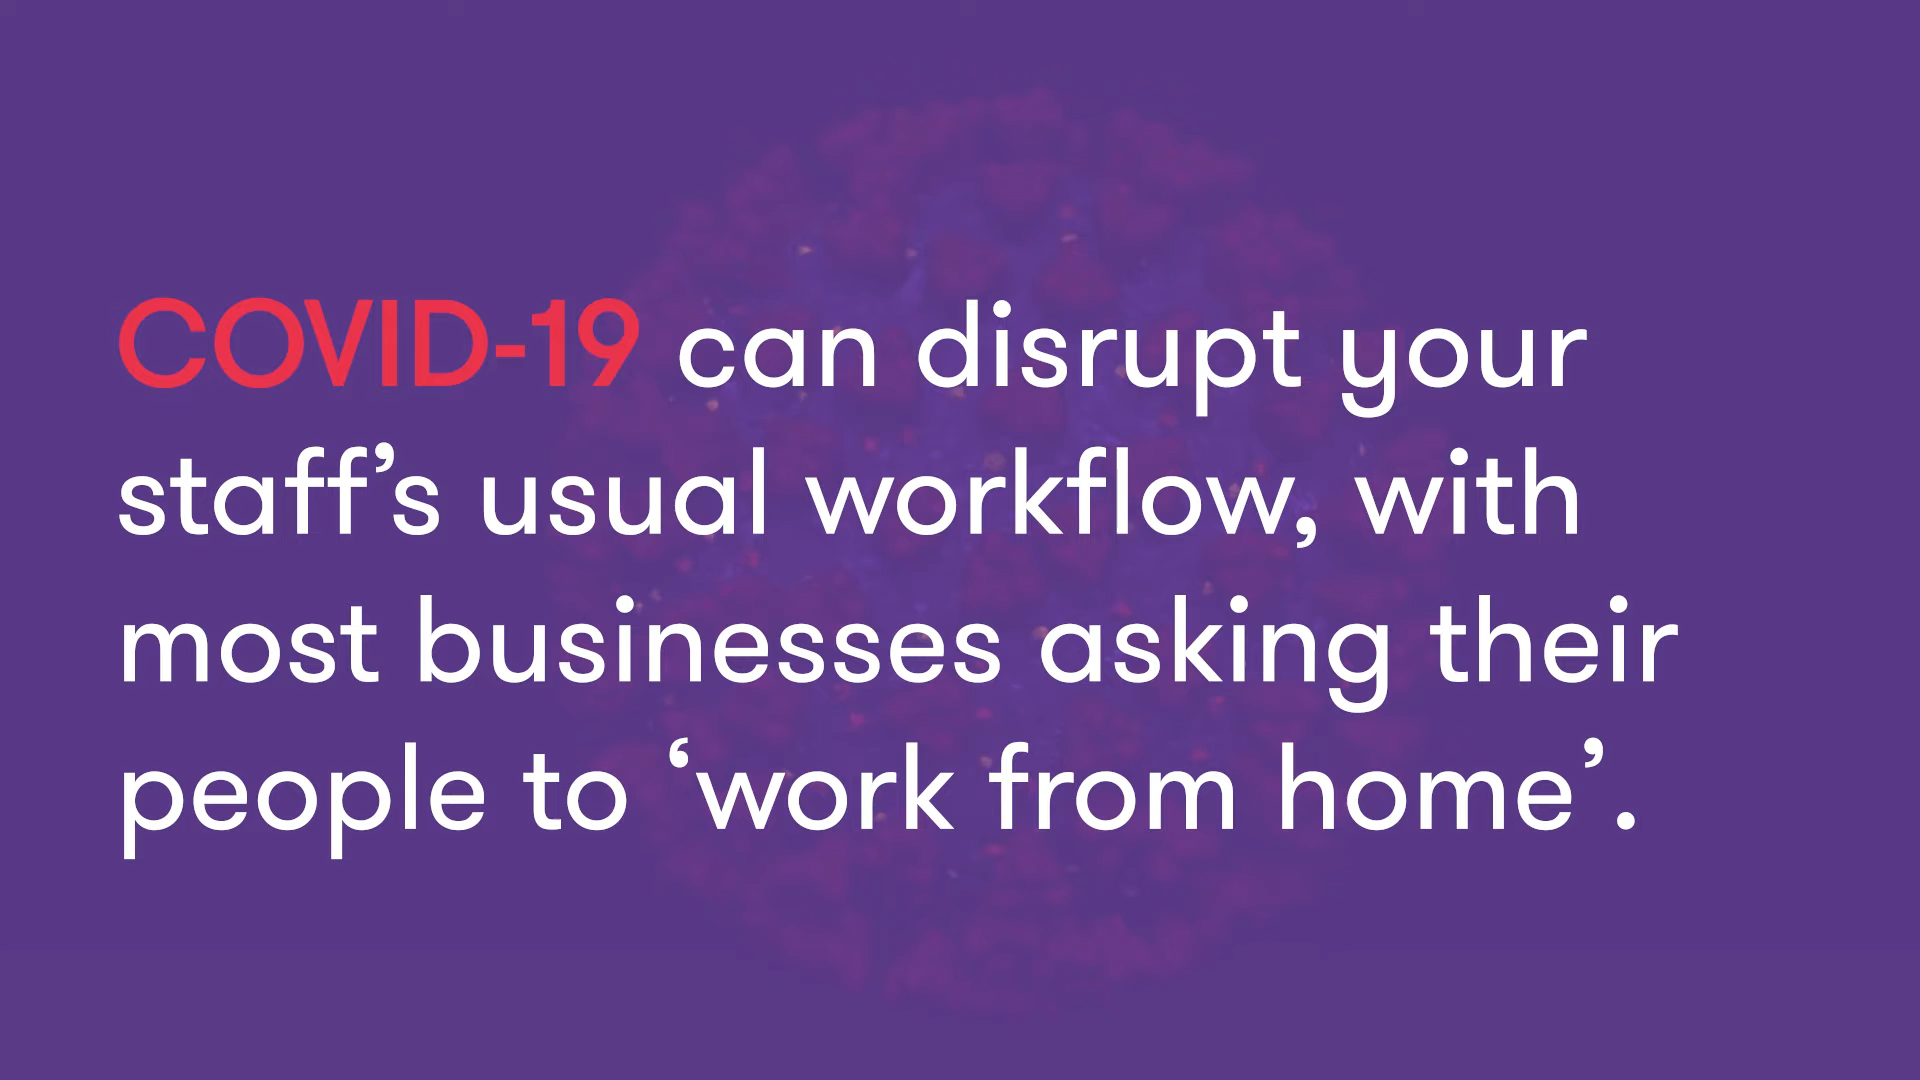 COVID-19 can disrupt your
staff’s usual workflow, with
most businesses asking their
people to ‘work from home’.